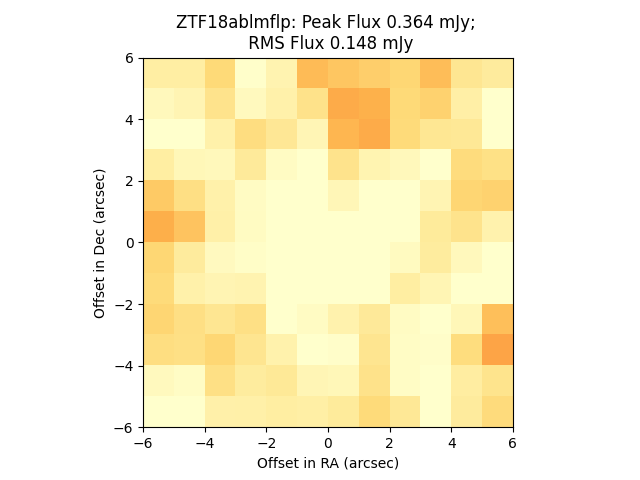 ZTF18ablmflp: Peak Flux 0.364 mJy;
RMS Flux 0.148 mJy
6
4
2
0
−2
−4
−6
Offset in Dec (arcsec)
−6 −4 −2 0 2 4 6
Offset in RA (arcsec)